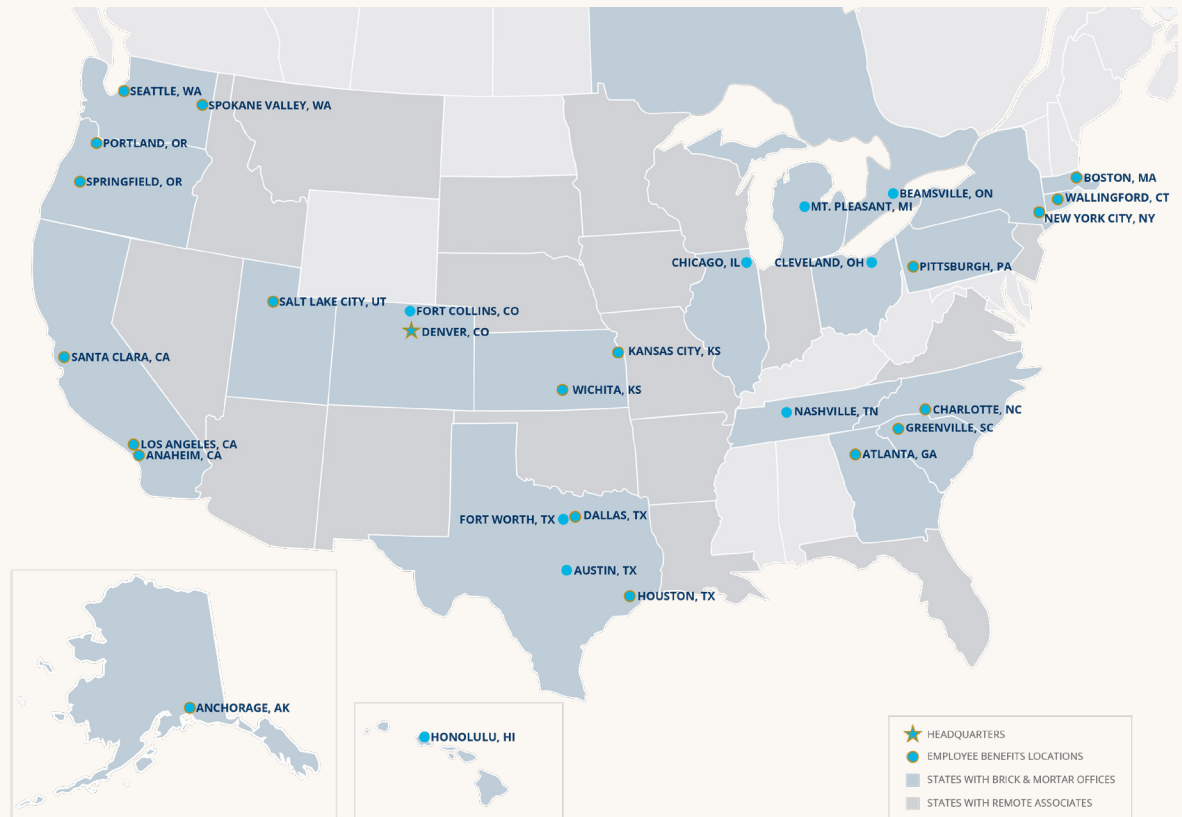 SEATTLE, WA
SPOKANE VALLEY, WA
PORTLAND, OR
SPRINGFIELD, OR
BOSTON, MA
BEAMSVILLE, ON
WALLINGFORD, CT
MT. PLEASANT, MI
NEW YORK CITY, NY
CHICAGO, IL
CLEVELAND, OH
PITTSBURGH, PA
SALT LAKE CITY, UT
FORT COLLINS, CO
DENVER, CO
SANTA CLARA, CA
KANSAS CITY, KS
WICHITA, KS
NASHVILLE, TN
CHARLOTTE, NC
GREENVILLE, SC
LOS ANGELES, CA
ANAHEIM, CA
ATLANTA, GA
FORT WORTH, TX
DALLAS, TX
AUSTIN, TX
HOUSTON, TX
ANCHORAGE, AK
HONOLULU, HI
HEADQUARTERS
EMPLOYEE BENEFITS LOCATIONS
STATES WITH BRICK & MORTAR OFFICES
STATES WITH REMOTE ASSOCIATES